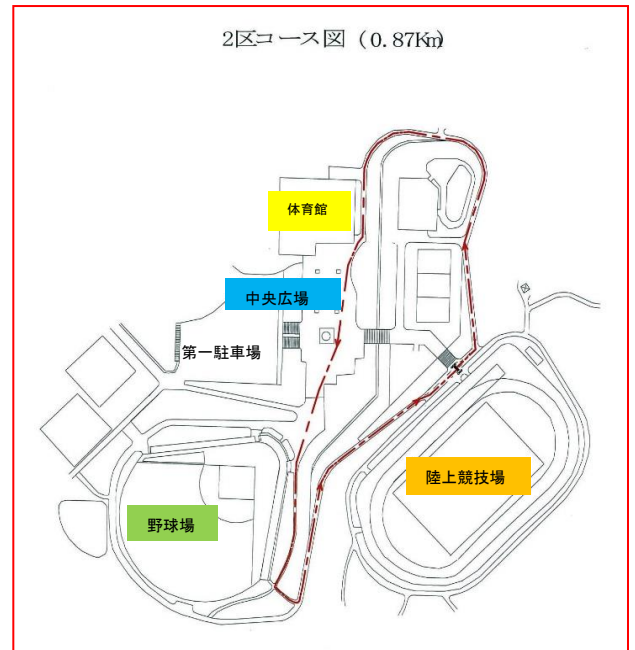 2区コース図（0.87Km）
体育館
中央広場
第一駐車場
陸上競技場
野球場